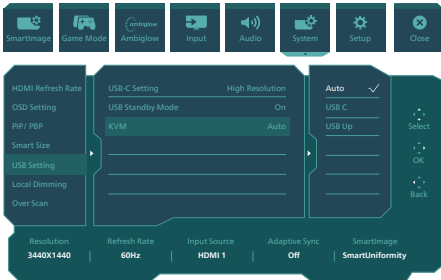 SmartImage Game Mode Ambiglow Input Audio System Setup Close
ambiglow
HDMI Refresh Rate USB-C Setting High Resolution Auto
OSD Setting USB Standby Mode On USB C
PIP/ PBP KVM Auto USB Up
Select
Smart Size
OK
USB Setting
Local Dimming
Back
Over Scan
Resolution Refresh Rate Input Source Adaptive Sync SmartImage
3440X1440 | 60Hz | HDMI 1 | Off | SmartUniformity